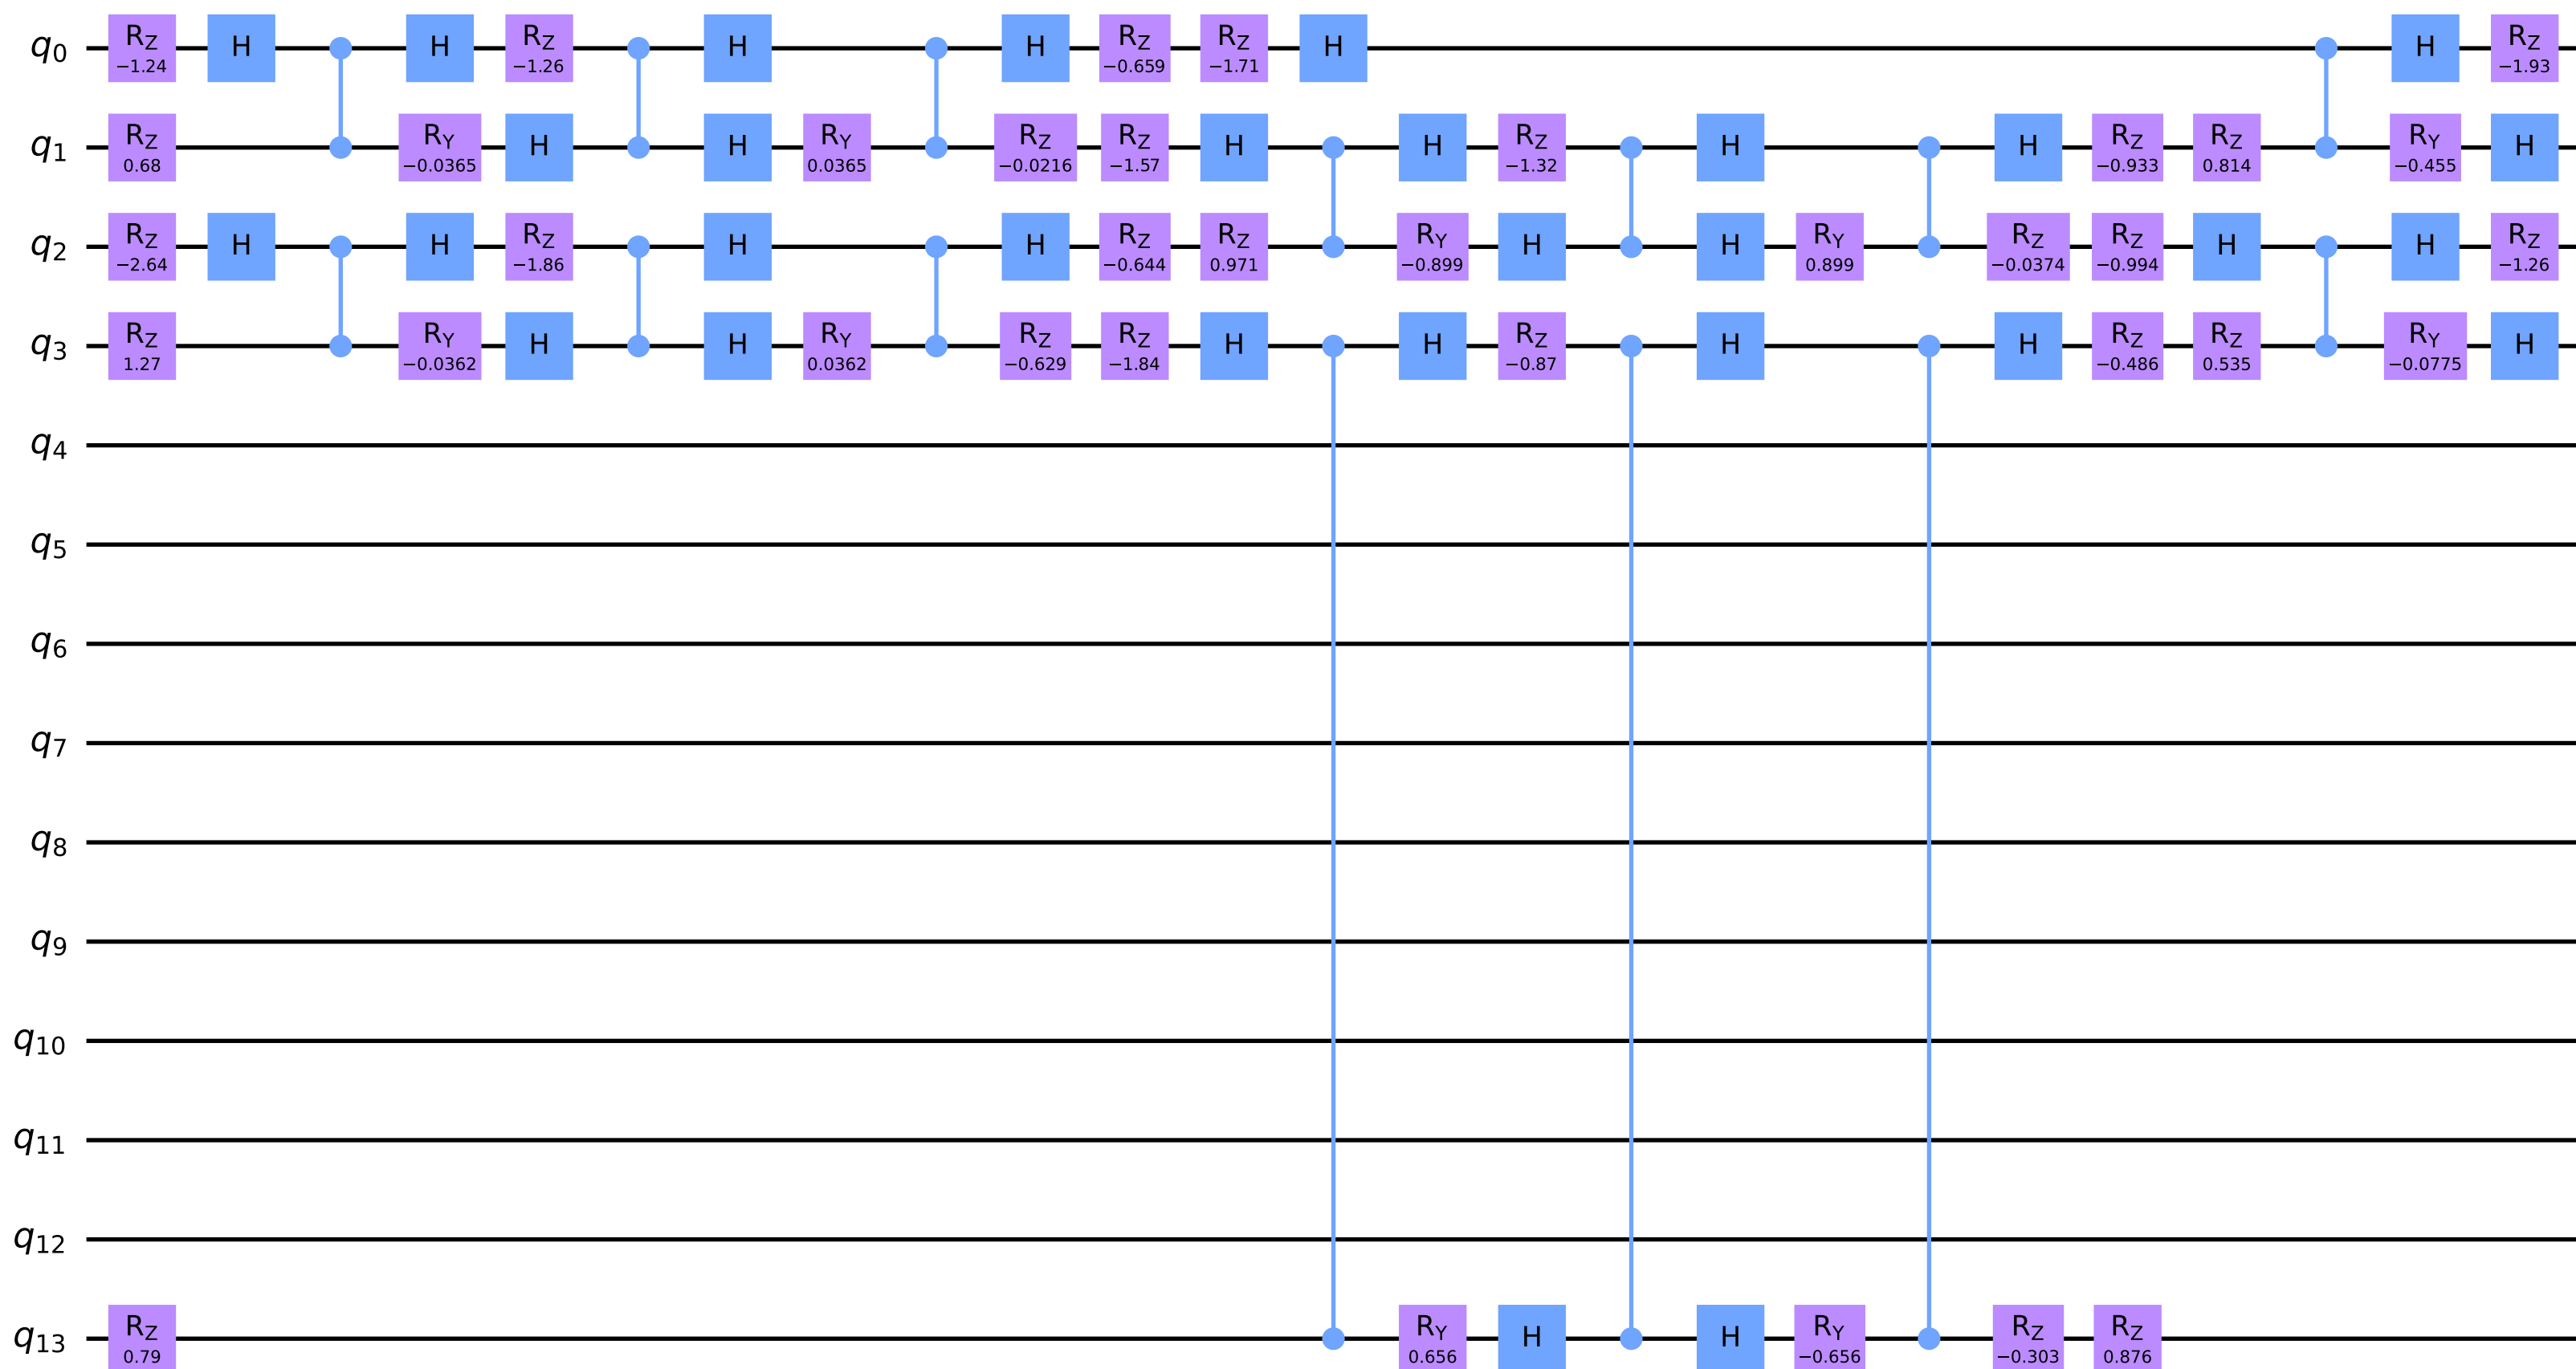 q0 RZ −1.24 H H RZ −1.26 H H RZ −0.659 RZ −1.71 H H RZ −1.93
q1 RZ 0.68 RY −0.0365 H H RY 0.0365 RZ −0.0216 RZ −1.57 H H RZ −1.32 H H RZ −0.933 RZ 0.814 RY −0.455 H
q2 RZ −2.64 H H RZ −1.86 H H RZ −0.644 RZ 0.971 RY −0.899 H H RY 0.899 RZ −0.0374 RZ −0.994 H H RZ −1.26
q3 RZ 1.27 RY −0.0362 H H RY 0.0362 RZ −0.629 RZ −1.84 H H RZ −0.87 H H RZ −0.486 RZ 0.535 RY −0.0775 H
q4
q5
q6
q7
q8
q9
q10
q11
q12
q13 RZ 0.79 RY 0.656 H H RY −0.656 RZ −0.303 RZ 0.876